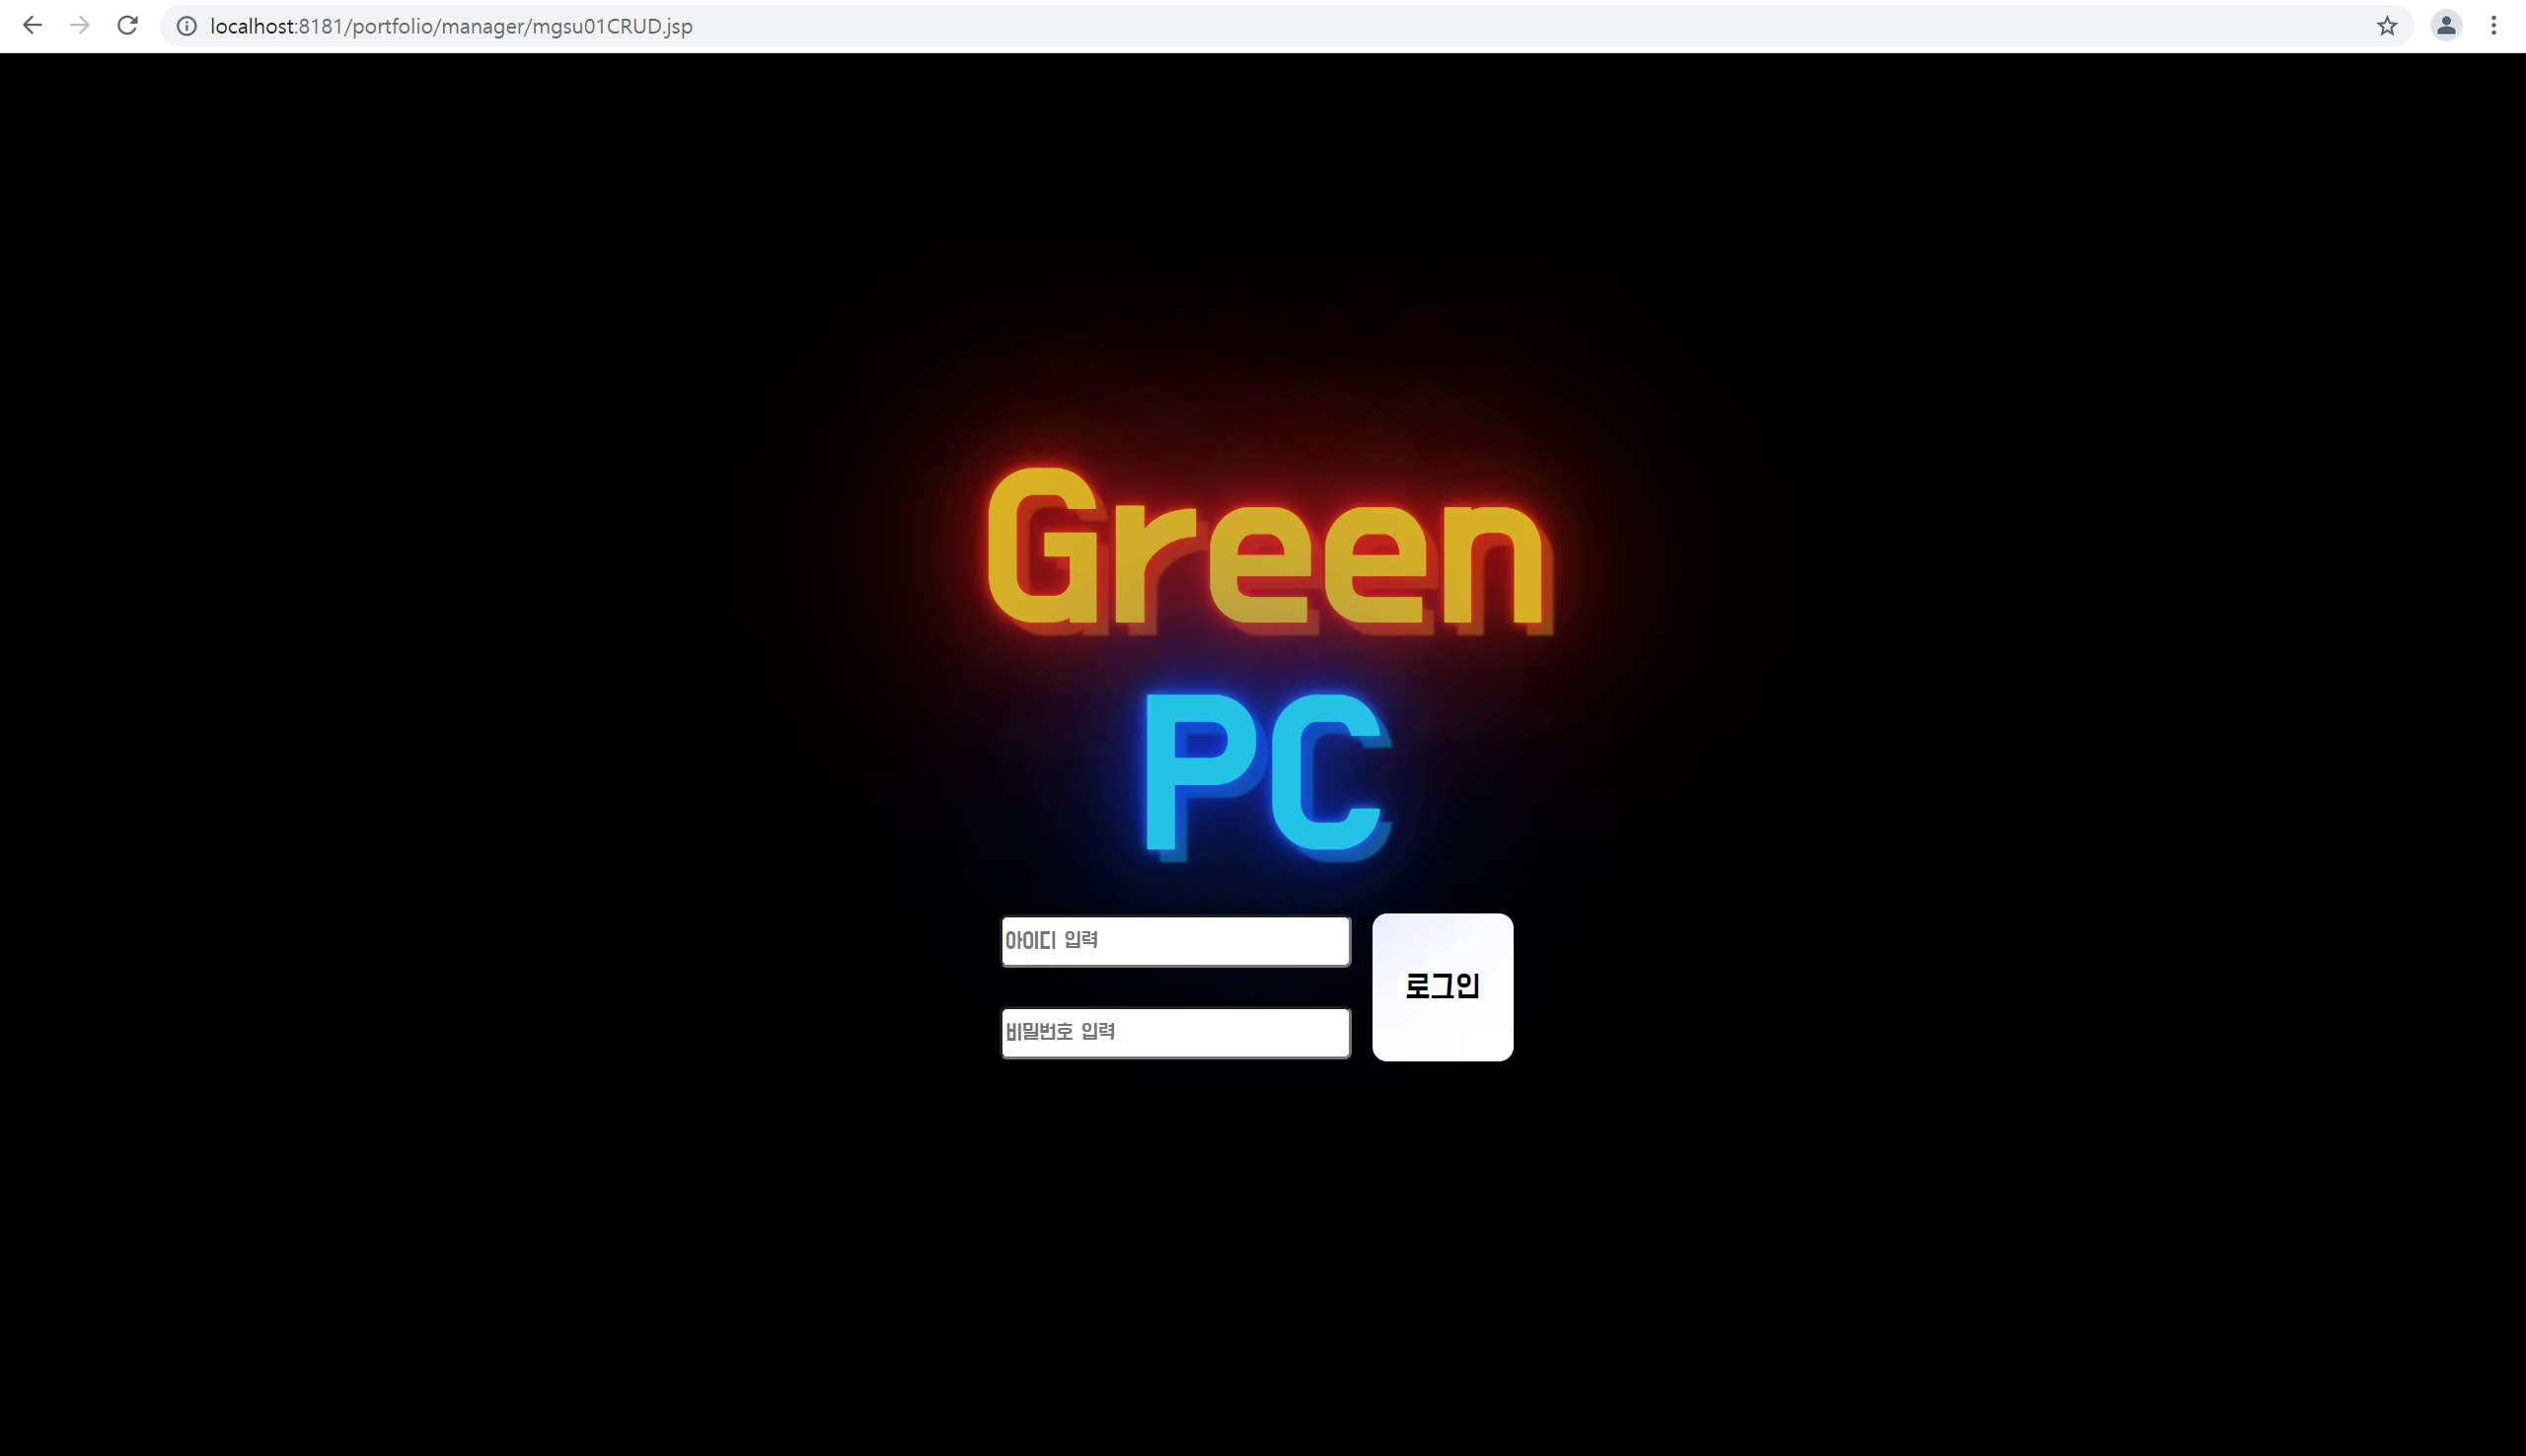 localhost:8181/portfolio/manager/mgsu01CRUD.jsp
Green
PC
아이디 입력
비밀번호 입력
로그인